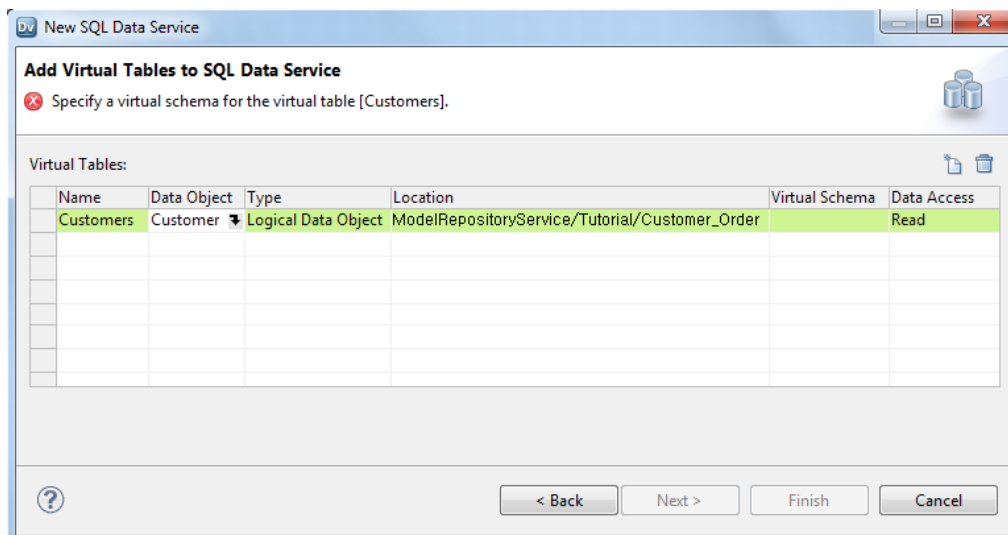 Dv New SQL Data Service
Add Virtual Tables to SQL Data Service
Specify a virtual schema for the virtual table [Customers].
Virtual Tables:
Name Data Object Type Location Virtual Schema Data Access
Customers Customer Logical Data Object ModelRepositoryService/Tutorial/Customer_Order Read
? < Back Next > Finish Cancel